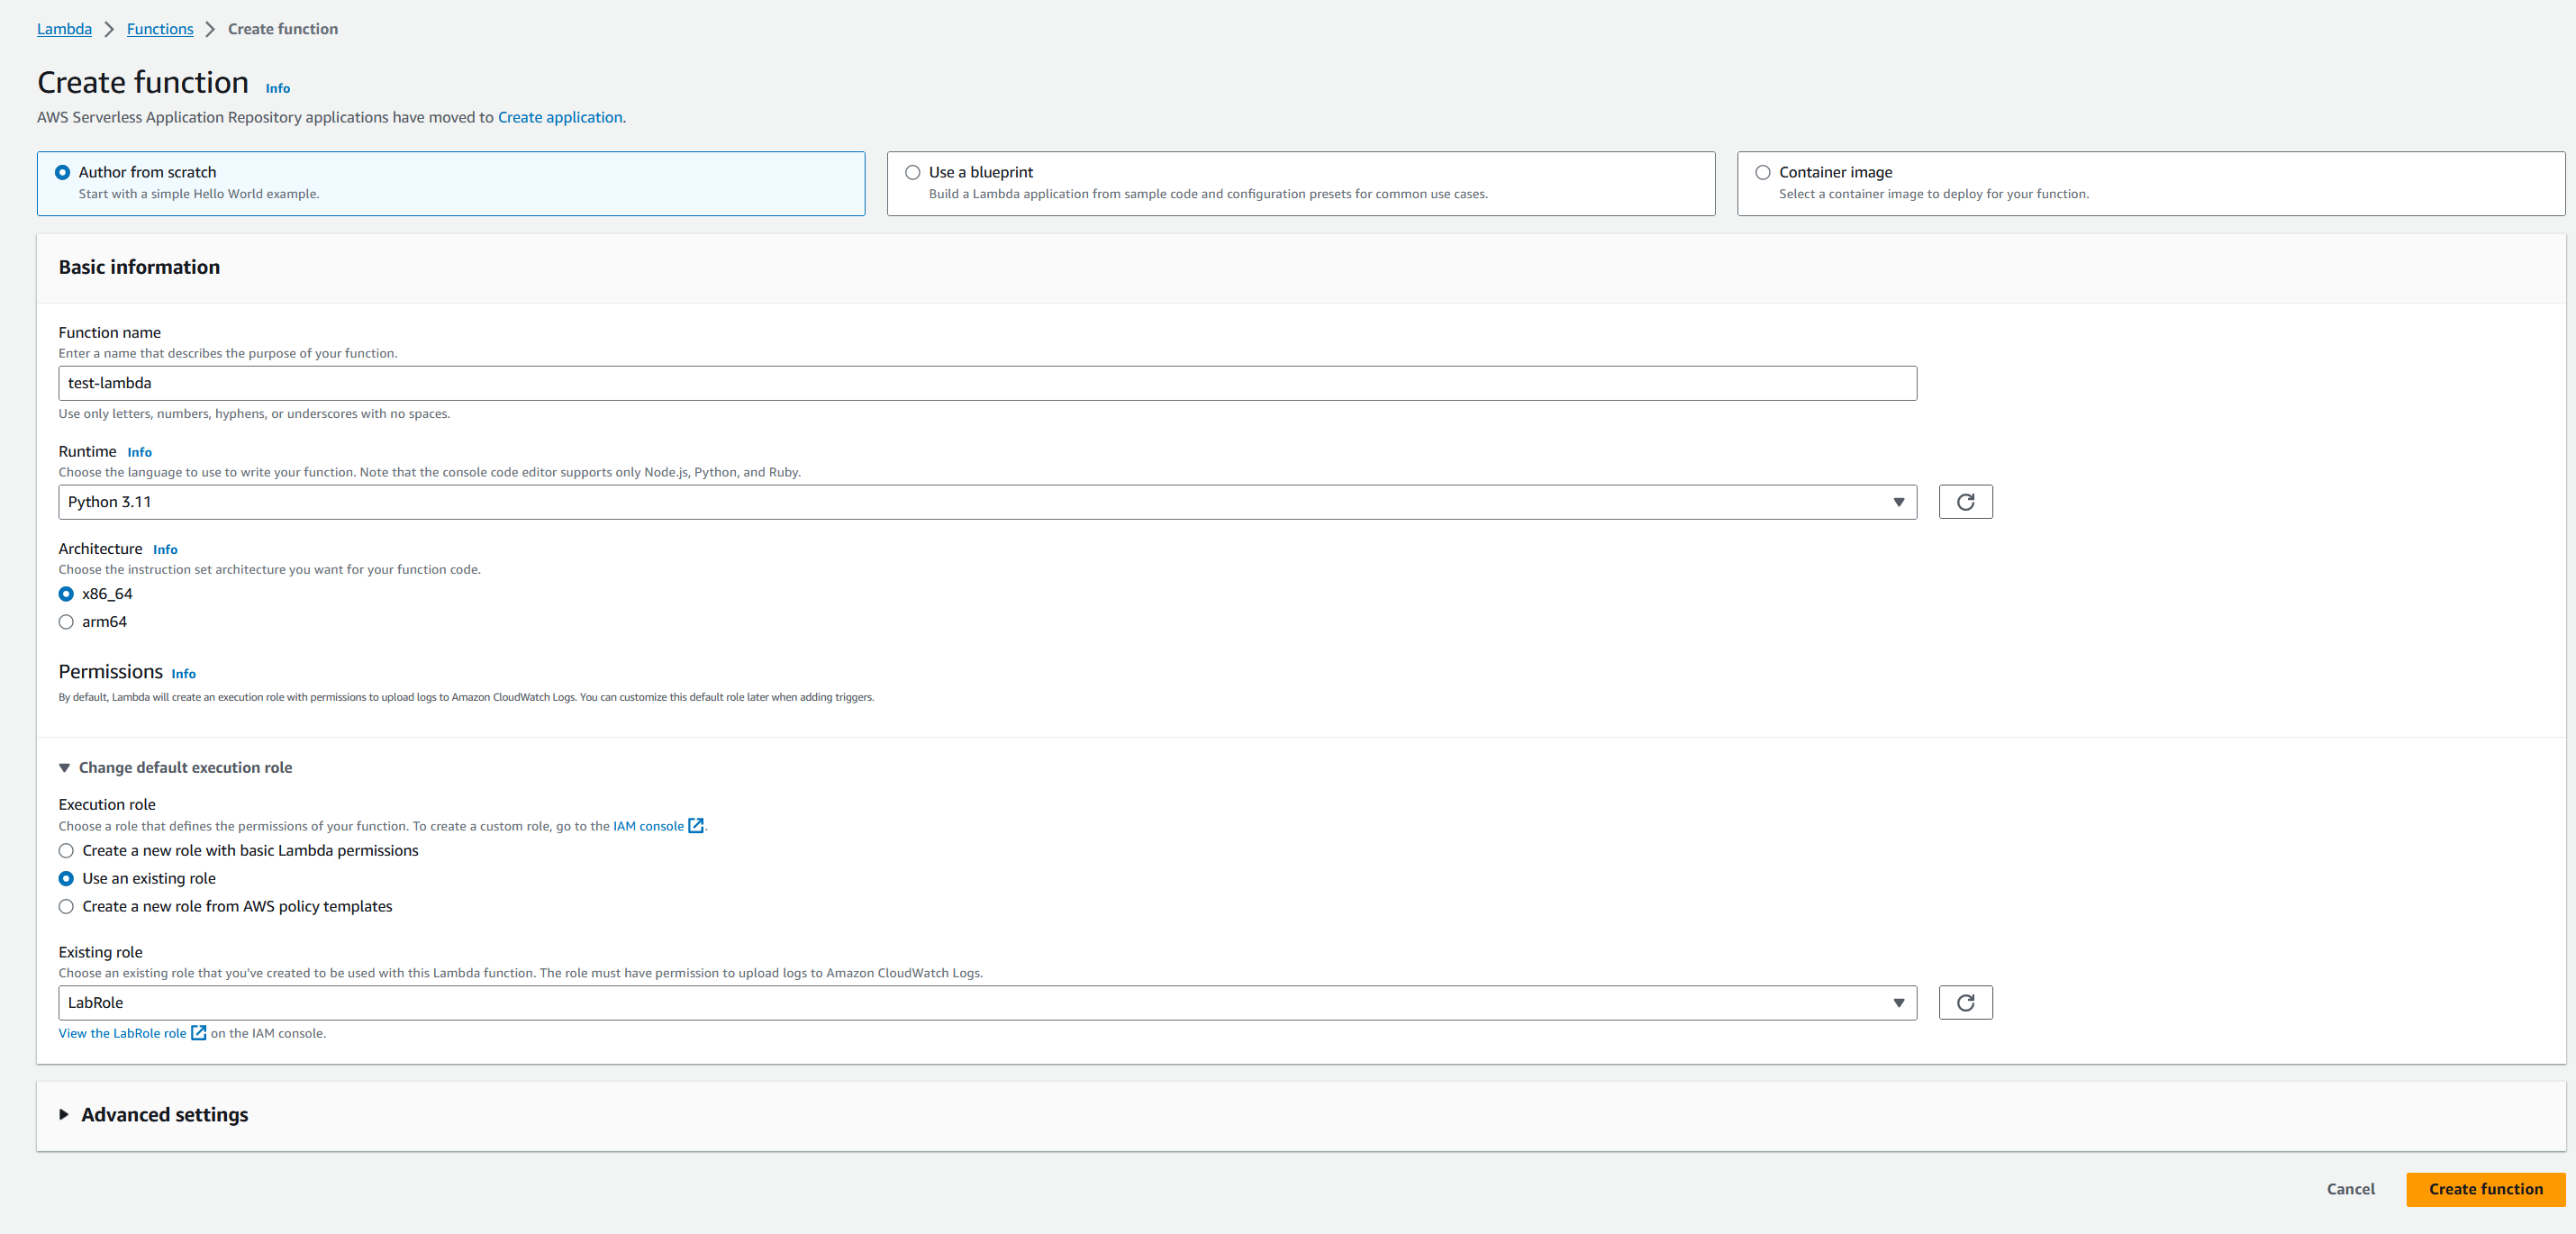 Lambda > Functions > Create function
Create function Info
AWS Serverless Application Repository applications have moved to Create application.
Author from scratch
Start with a simple Hello World example.
Use a blueprint
Build a Lambda application from sample code and configuration presets for common use cases.
Container image
Select a container image to deploy for your function.
Basic information
Function name
Enter a name that describes the purpose of your function.
test-lambda
Use only letters, numbers, hyphens, or underscores with no spaces.
Runtime Info
Choose the language to use to write your function. Note that the console code editor supports only Node.js, Python, and Ruby.
Python 3.11
Architecture Info
Choose the instruction set architecture you want for your function code.
x86_64
arm64
Permissions Info
By default, Lambda will create an execution role with permissions to upload logs to Amazon CloudWatch Logs. You can customize this default role later when adding triggers.
Change default execution role
Execution role
Choose a role that defines the permissions of your function. To create a custom role, go to the IAM console.
Create a new role with basic Lambda permissions
Use an existing role
Create a new role from AWS policy templates
Existing role
Choose an existing role that you've created to be used with this Lambda function. The role must have permission to upload logs to Amazon CloudWatch Logs.
LabRole
View the LabRole role on the IAM console.
Advanced settings
Cancel
Create function